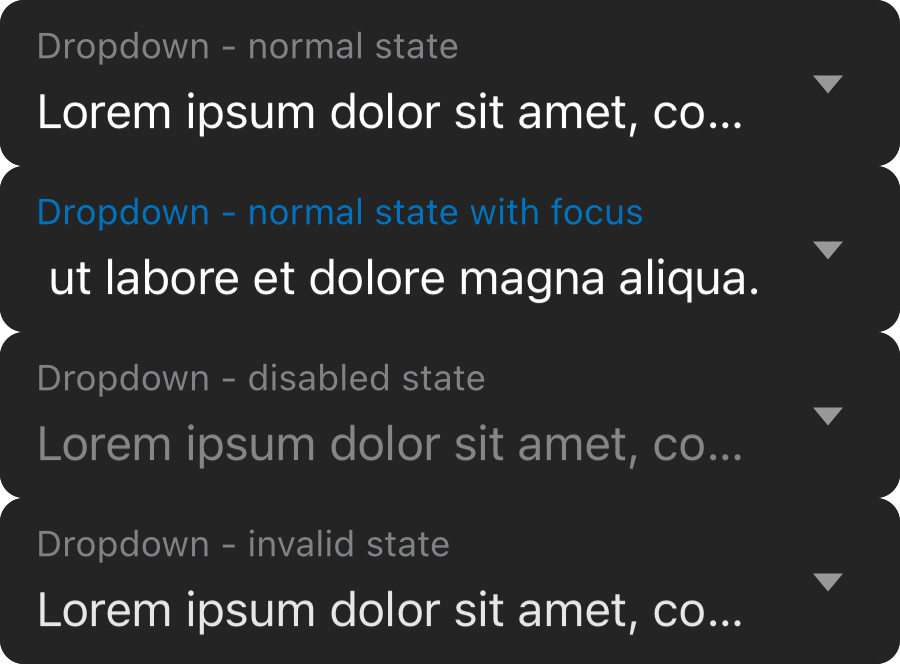 Dropdown - normal state
Lorem ipsum dolor sit amet, co...
Dropdown - normal state with focus
ut labore et dolore magna aliqua.
Dropdown - disabled state
Lorem ipsum dolor sit amet, co...
Dropdown - invalid state
Lorem ipsum dolor sit amet, co...